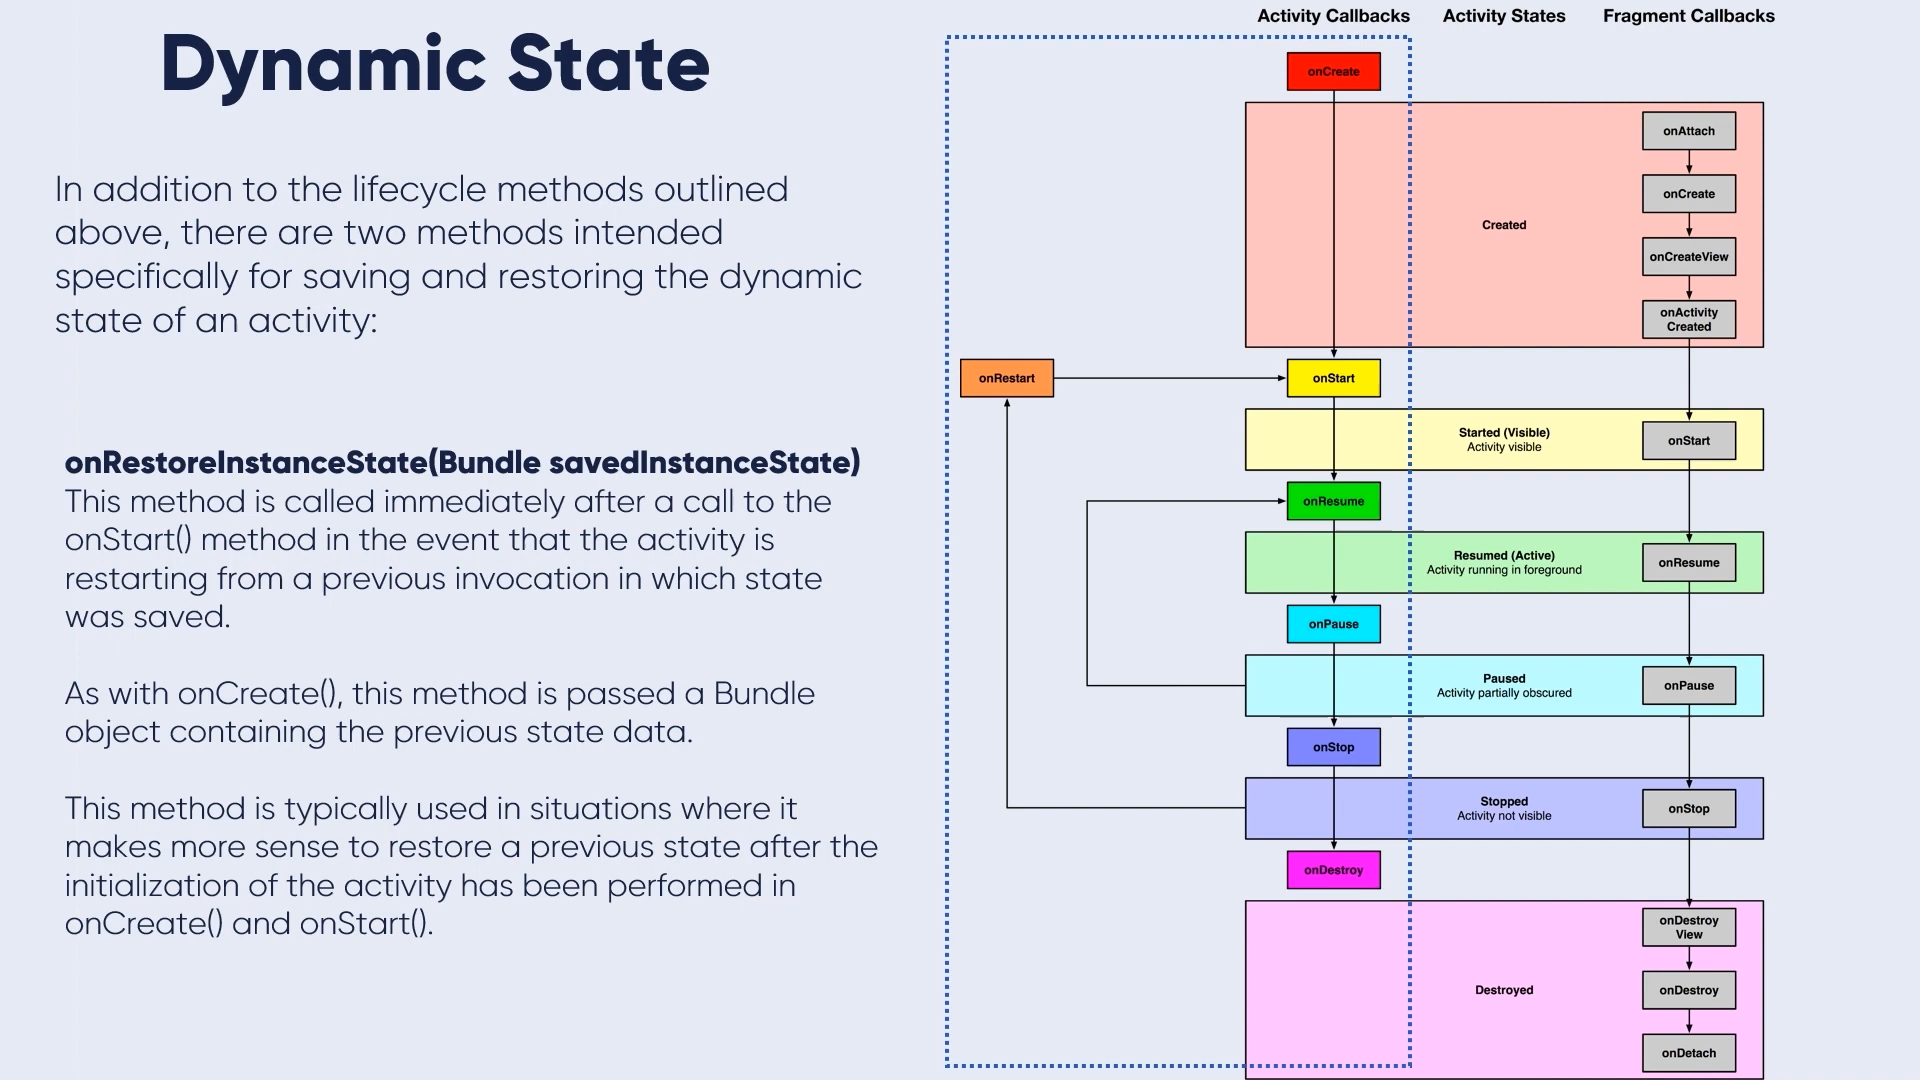 Dynamic State
In addition to the lifecycle methods outlined
above, there are two methods intended
specifically for saving and restoring the dynamic
state of an activity:
onRestoreInstanceState(Bundle savedInstanceState)
This method is called immediately after a call to the
onStart() method in the event that the activity is
restarting from a previous invocation in which state
was saved.
As with onCreate(), this method is passed a Bundle
object containing the previous state data.
This method is typically used in situations where it
makes more sense to restore a previous state after the
initialization of the activity has been performed in
onCreate() and onStart().
Activity Callbacks
Activity States
Fragment Callbacks
onCreate
onAttach
onCreate
Created
onCreateView
onActivity
Created
onRestart
onStart
Started (Visible)
Activity visible
onStart
onResume
Resumed (Active)
Activity running in foreground
onResume
onPause
Paused
Activity partially obscured
onPause
onStop
Stopped
Activity not visible
onStop
onDestroy
onDestroy
View
Destroyed
onDestroy
onDetach